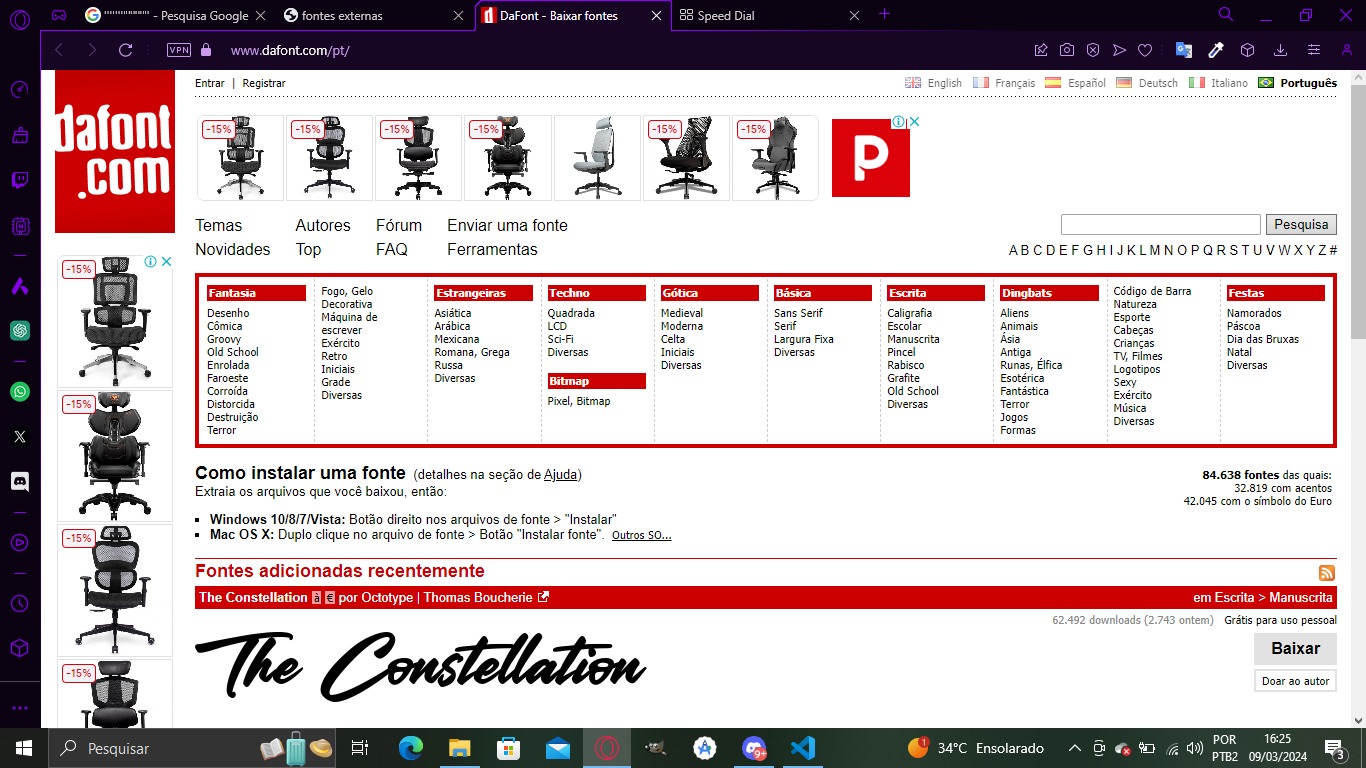 ''''''''''''''' - Pesquisa Google
fontes externas
DaFont - Baixar fontes
Speed Dial
VPN
www.dafont.com/pt/
dafont
.com
Entrar | Registrar
English Français Español Deutsch Italiano Português
-15% -15% -15% -15% -15% -15%
P
Temas Autores Fórum Enviar uma fonte
Novidades Top FAQ Ferramentas
Pesquisa
A B C D E F G H I J K L M N O P Q R S T U V W X Y Z #
-15%
-15%
-15%
-15%
Fantasia
Desenho
Cômica
Groovy
Old School
Enrolada
Faroeste
Corroída
Distorcida
Destruição
Terror
Fogo, Gelo
Decorativa
Máquina de
escrever
Exército
Retro
Iniciais
Grade
Diversas
Estrangeiras
Asiática
Arábica
Mexicana
Romana, Grega
Russa
Diversas
Techno
Quadrada
LCD
Sci-Fi
Diversas
Bitmap
Pixel, Bitmap
Gótica
Medieval
Moderna
Celta
Iniciais
Diversas
Básica
Sans Serif
Serif
Largura Fixa
Diversas
Escrita
Caligrafia
Escolar
Manuscrita
Pincel
Rabisco
Grafite
Old School
Diversas
Dingbats
Aliens
Animais
Ásia
Antiga
Runas, Élfica
Esotérica
Fantástica
Terror
Jogos
Formas
Código de Barra
Natureza
Esporte
Cabeças
Crianças
TV, Filmes
Logotipos
Sexy
Exército
Música
Diversas
Festas
Namorados
Páscoa
Dia das Bruxas
Natal
Diversas
Como instalar uma fonte (detalhes na seção de Ajuda)
Extraia os arquivos que você baixou, então:
Windows 10/8/7/Vista: Botão direito nos arquivos de fonte > "Instalar"
Mac OS X: Duplo clique no arquivo de fonte > Botão "Instalar fonte". Outros SO...
84.638 fontes das quais:
32.819 com acentos
42.045 com o símbolo do Euro
Fontes adicionadas recentemente
The Constellation à € por Octotype | Thomas Boucherie
em Escrita > Manuscrita
62.492 downloads (2.743 ontem) Grátis para uso pessoal
The Constellation
Baixar
Doar ao autor
Pesquisar
9+
1
34°C Ensolarado
POR
PTB2
16:25
09/03/2024
3